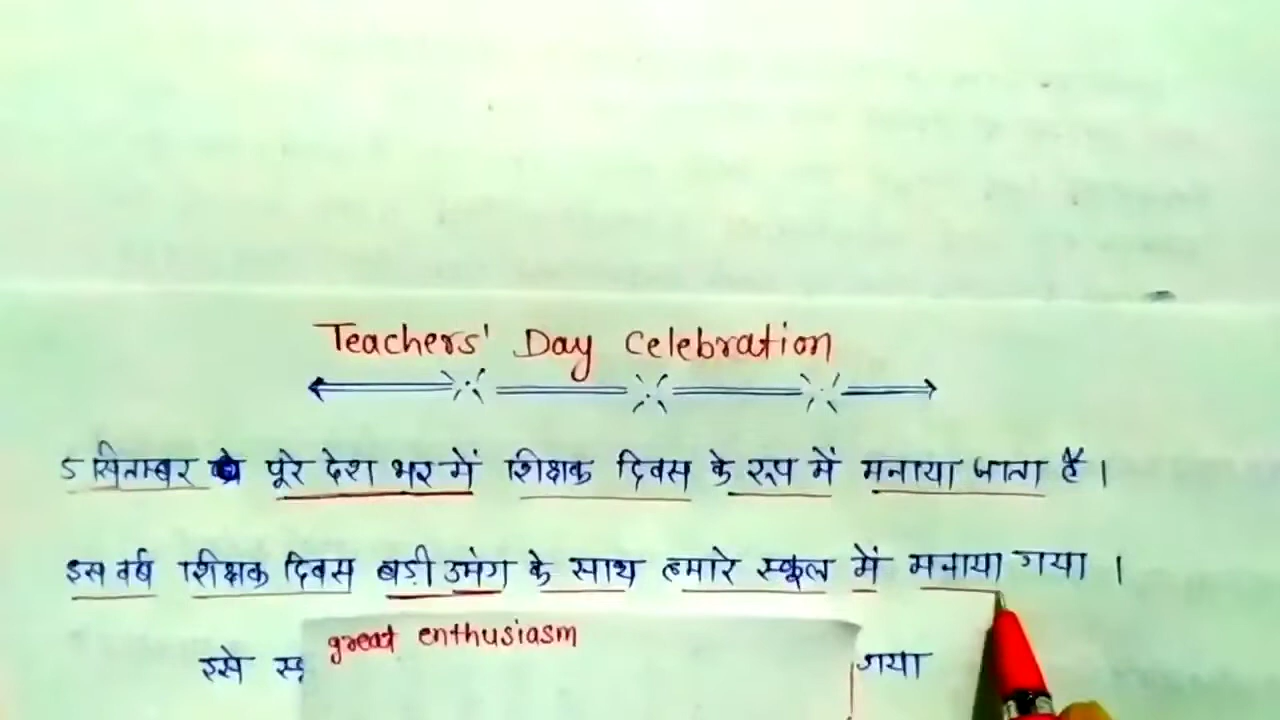 Teachers' Day Celebration
5 सितम्बर पूरे देश भर में शिक्षक दिवस के रूप में मनाया जाता है।
इस वर्ष शिक्षक दिवस बड़ी उमंग के साथ हमारे स्कूल में मनाया गया ।
great enthusiasm
इसे गया